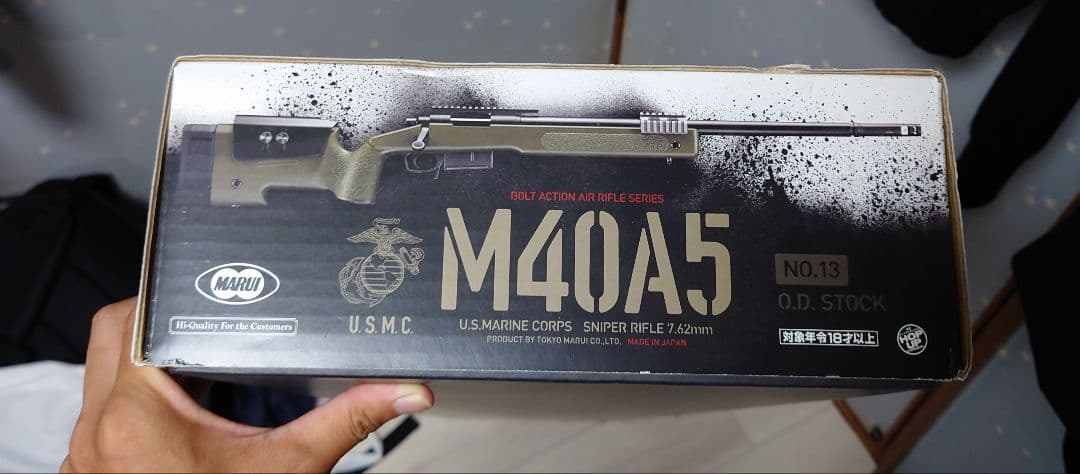 BOLT ACTION AIR RIFLE SERIES
M40A5
U.S.MARINE CORPS SNIPER RIFLE 7.62mm
PRODUCT BY TOKYO MARUI CO.,LTD. MADE IN JAPAN
MARUI
Hi-Quality For the Customers
U.S.M.C.
NO.13
O.D. STOCK
対象年令18才以上
HOP UP